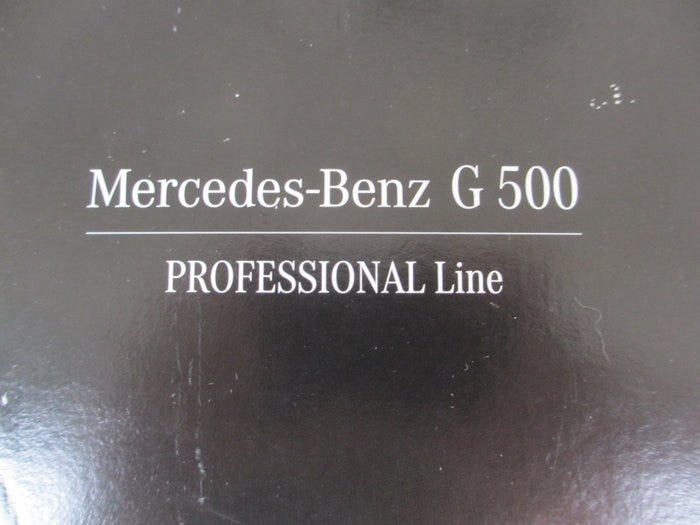 Mercedes-Benz G 500
PROFESSIONAL Line